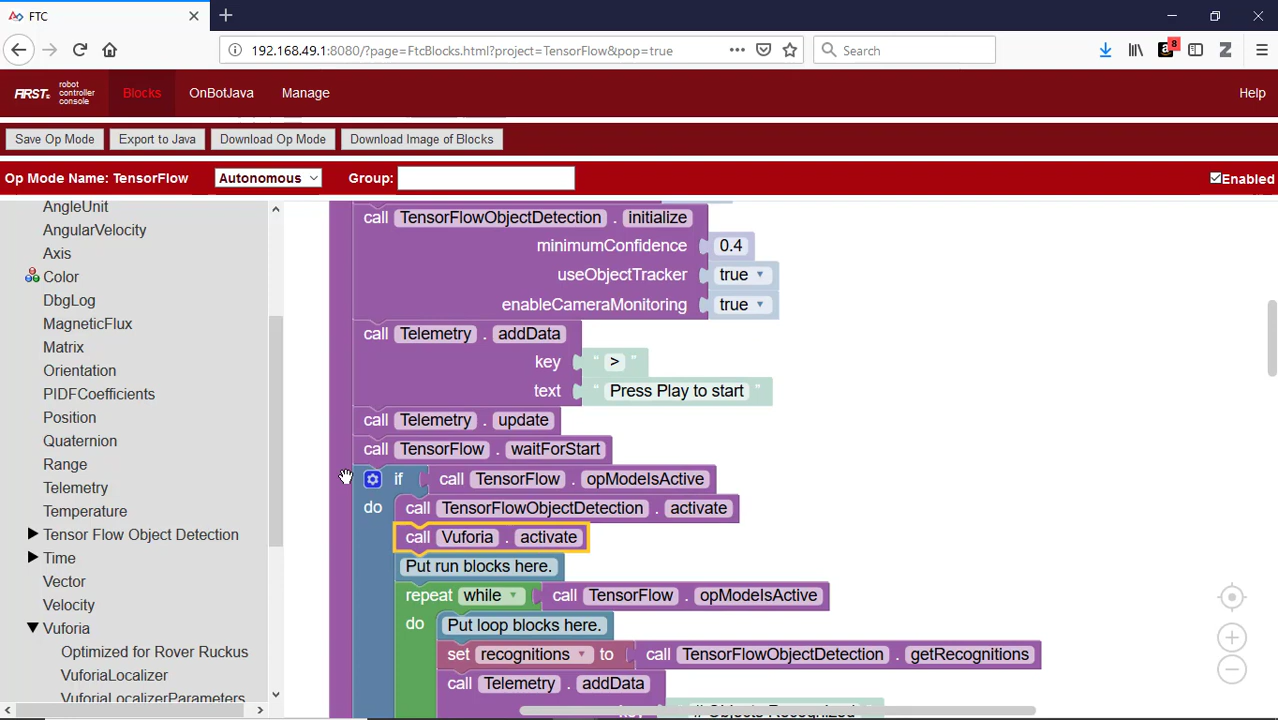 FTC
192.168.49.1:8080/?page=FtcBlocks.html?project=TensorFlow&pop=true
Search
8
FIRST. robot controller console
Blocks
OnBotJava
Manage
Help
Save Op Mode
Export to Java
Download Op Mode
Download Image of Blocks
Op Mode Name: TensorFlow
Autonomous
Group:
Enabled
AngleUnit
AngularVelocity
Axis
Color
DbgLog
MagneticFlux
Matrix
Orientation
PIDFCoefficients
Position
Quaternion
Range
Telemetry
Temperature
Tensor Flow Object Detection
Time
Vector
Velocity
Vuforia
Optimized for Rover Ruckus
VuforiaLocalizer
VuforiaLocalizerParameters
call TensorFlowObjectDetection . initialize
minimumConfidence 0.4
useObjectTracker true
enableCameraMonitoring true
call Telemetry . addData
key “ > ”
text “ Press Play to start ”
call Telemetry . update
call TensorFlow . waitForStart
if call TensorFlow . opModeIsActive
do call TensorFlowObjectDetection . activate
call Vuforia . activate
Put run blocks here.
repeat while call TensorFlow . opModeIsActive
do Put loop blocks here.
set recognitions to call TensorFlowObjectDetection . getRecognitions
call Telemetry . addData
key “ # Objects Recognized ”